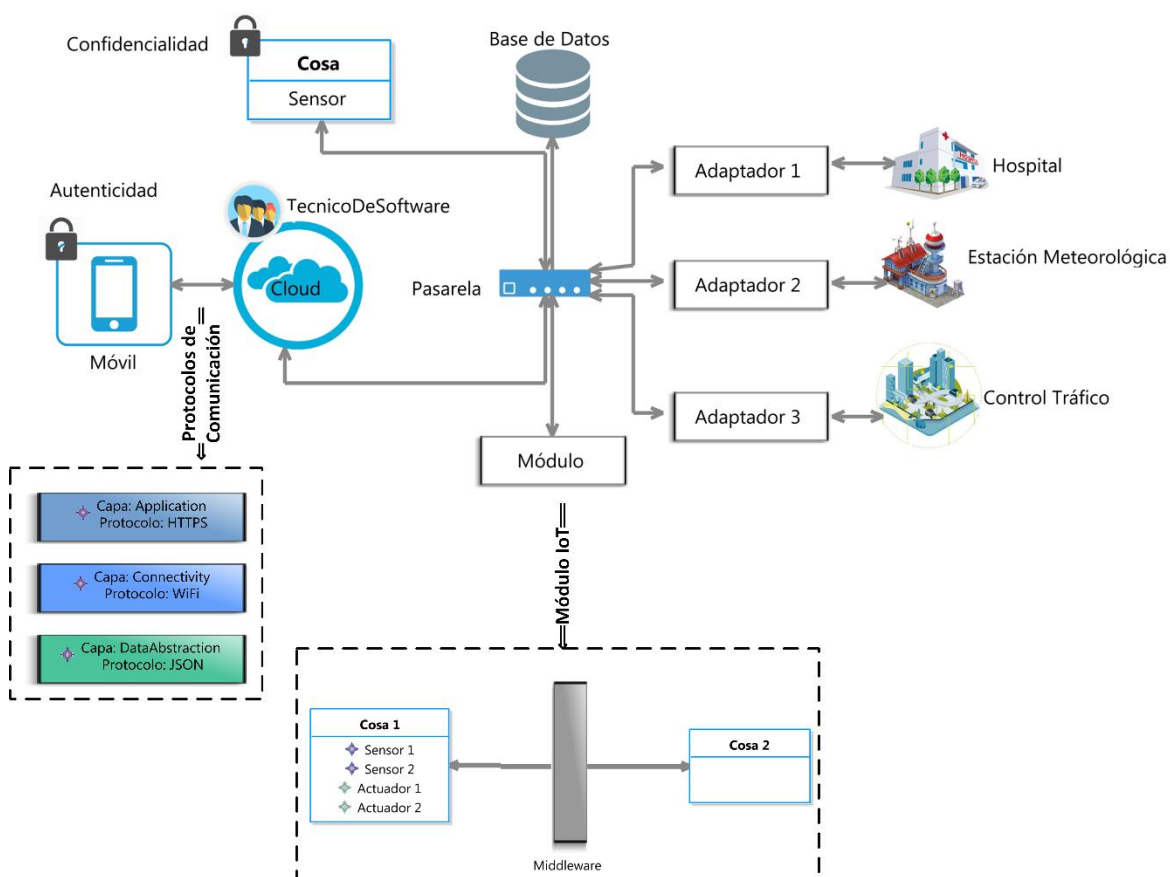 Confidencialidad
Cosa
Sensor
Base de Datos
Adaptador 1
Hospital
Autenticidad
TecnicoDeSoftware
Cloud
Pasarela
Adaptador 2
Estación Meteorológica
Móvil
Protocolos de
Comunicación
Adaptador 3
Control Tráfico
Módulo
Capa: Application
Protocolo: HTTPS
Capa: Connectivity
Protocolo: WiFi
Capa: DataAbstraction
Protocolo: JSON
Módulo IoT
Cosa 1
Sensor 1
Sensor 2
Actuador 1
Actuador 2
Cosa 2
Middleware